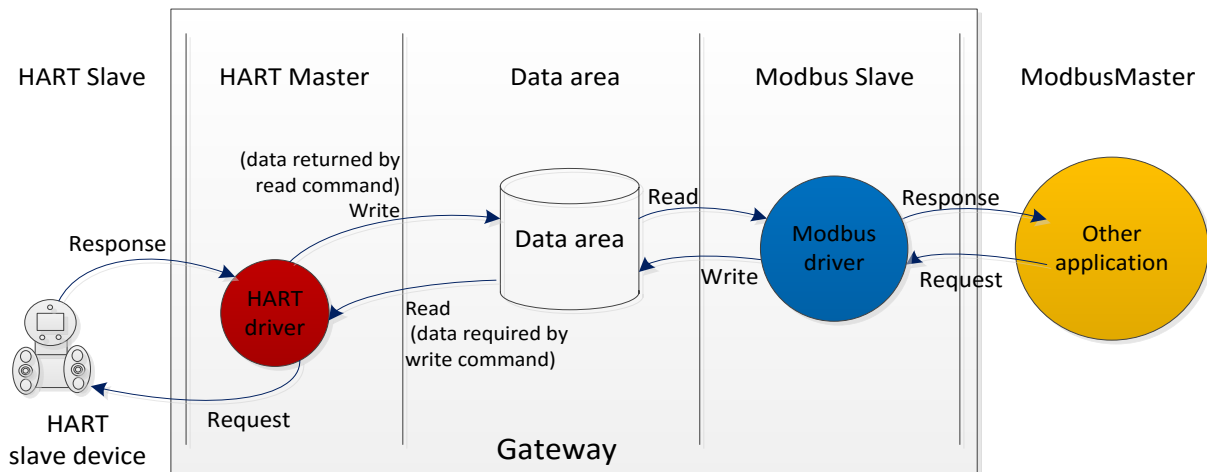 HART Slave
HART Master
Data area
Modbus Slave
ModbusMaster
(data returned by
read command)
Write
Response
HART
driver
Request
HART
slave device
Data area
Read
(data required by
write command)
Read
Write
Modbus
driver
Response
Request
Other
application
Gateway